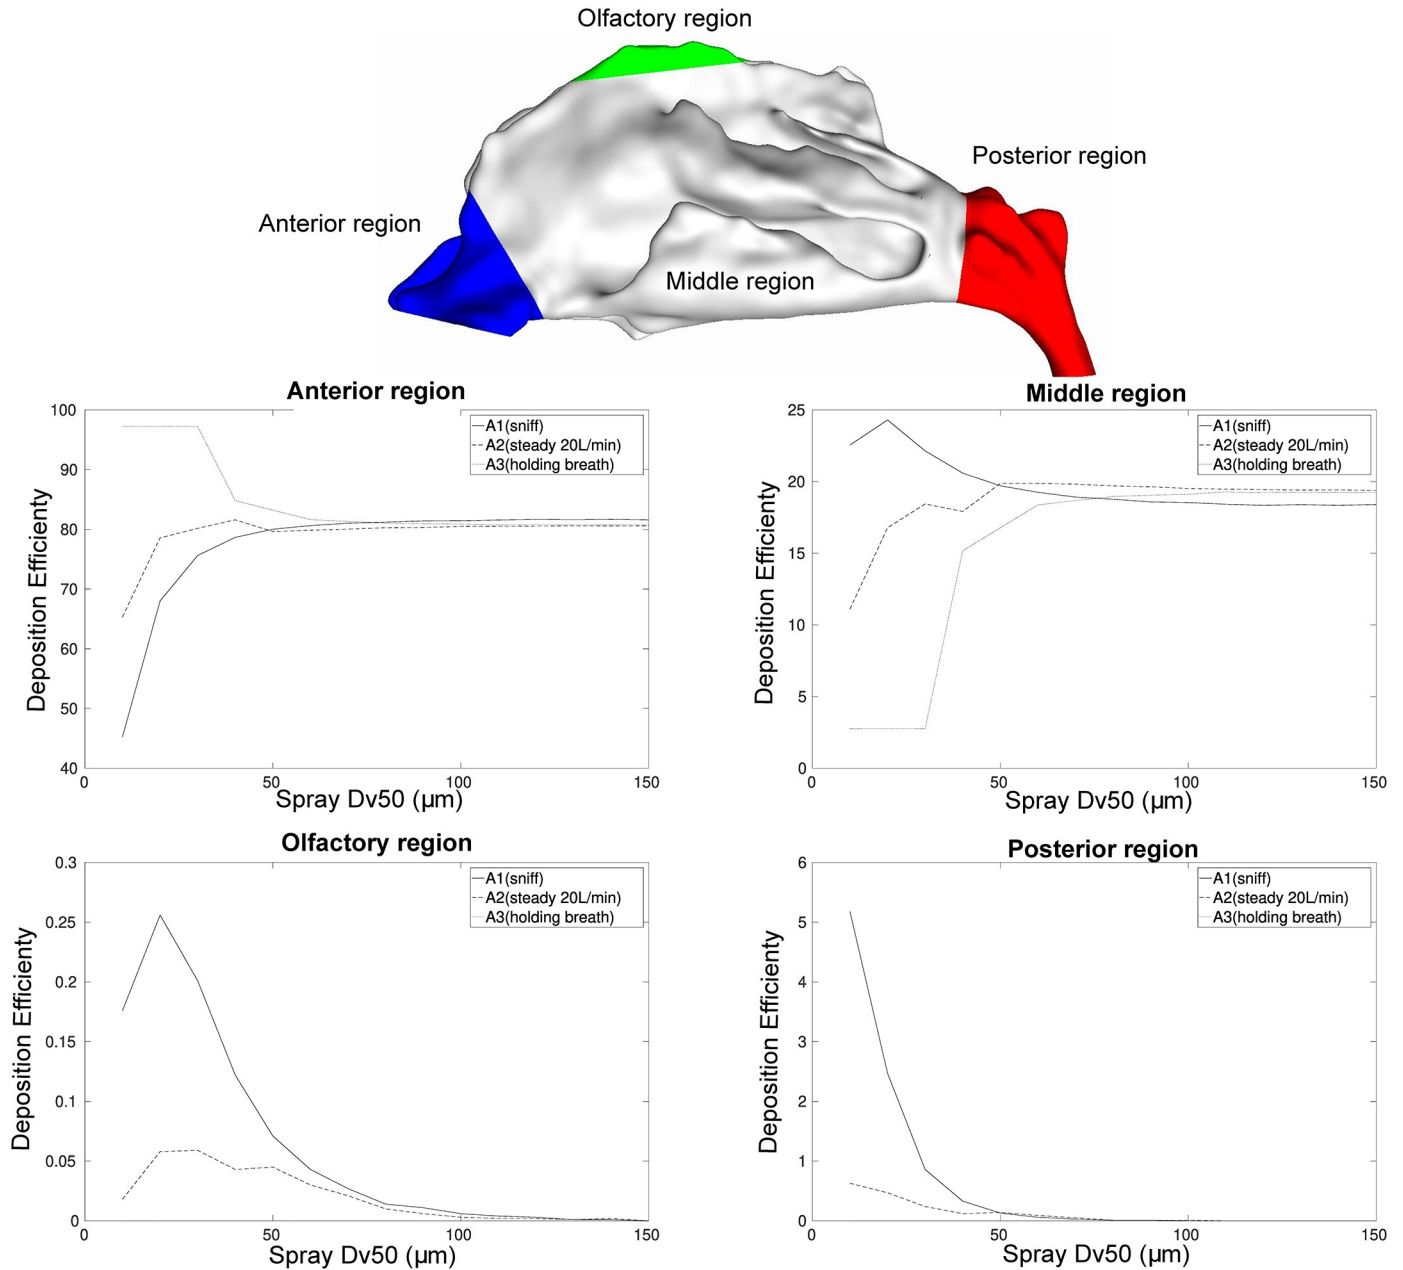 Olfactory region
Posterior region
Anterior region
Middle region
Anterior region
100
90
80
70
60
50
40
0
50
100
150
Deposition Efficienty
Spray Dv50 (µm)
A1(sniff)
A2(steady 20L/min)
A3(holding breath)
Middle region
25
20
15
10
5
0
0
50
100
150
Deposition Efficienty
Spray Dv50 (µm)
A1(sniff)
A2(steady 20L/min)
A3(holding breath)
Olfactory region
0.3
0.25
0.2
0.15
0.1
0.05
0
0
50
100
150
Deposition Efficienty
Spray Dv50 (µm)
A1(sniff)
A2(steady 20L/min)
A3(holding breath)
Posterior region
6
5
4
3
2
1
0
0
50
100
150
Deposition Efficienty
Spray Dv50 (µm)
A1(sniff)
A2(steady 20L/min)
A3(holding breath)